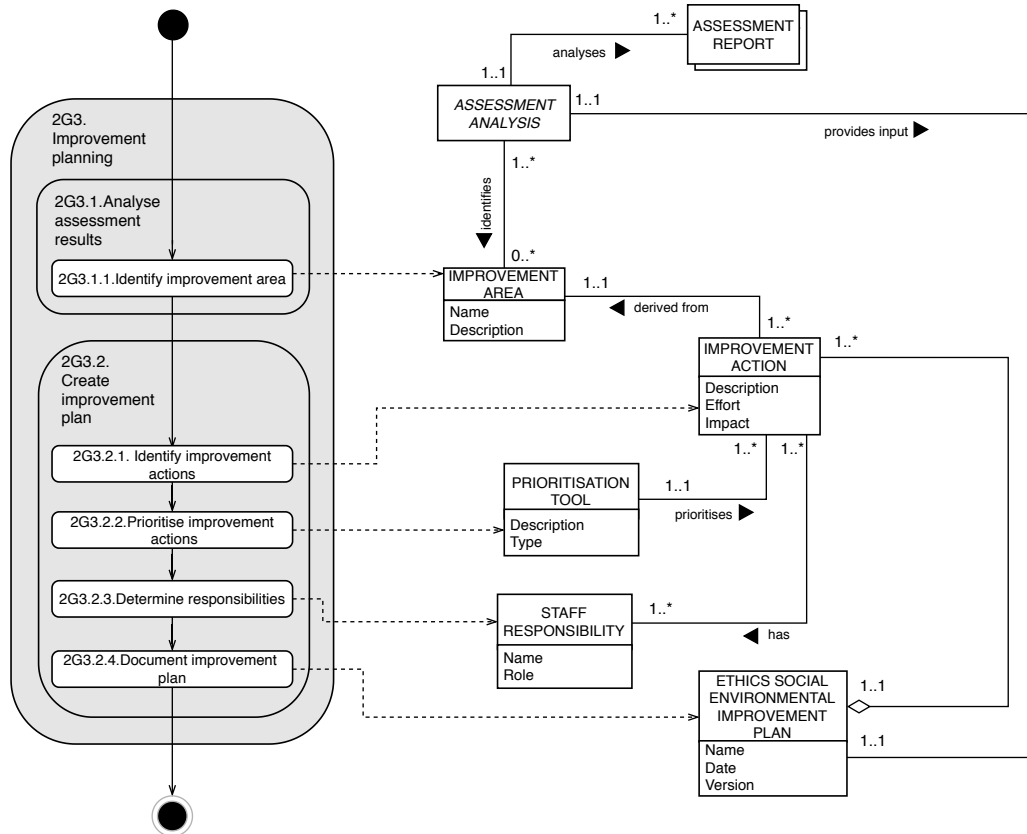 2G3.
Improvement
planning
2G3.1.Analyse
assessment
results
2G3.1.1.Identify improvement area
2G3.2.
Create
improvement
plan
2G3.2.1. Identify improvement
actions
2G3.2.2.Prioritise improvement
actions
2G3.2.3.Determine responsibilities
2G3.2.4.Document improvement
plan
1..*
ASSESSMENT
REPORT
analyses
1..1
ASSESSMENT
ANALYSIS
1..1
provides input
1..*
identifies
0..*
IMPROVEMENT
AREA
Name
Description
1..1
derived from
1..*
IMPROVEMENT
ACTION
Description
Effort
Impact
1..*
1..*
1..*
PRIORITISATION
TOOL
Description
Type
1..1
prioritises
STAFF
RESPONSIBILITY
Name
Role
1..*
has
ETHICS SOCIAL
ENVIRONMENTAL
IMPROVEMENT
PLAN
Name
Date
Version
1..1
1..1